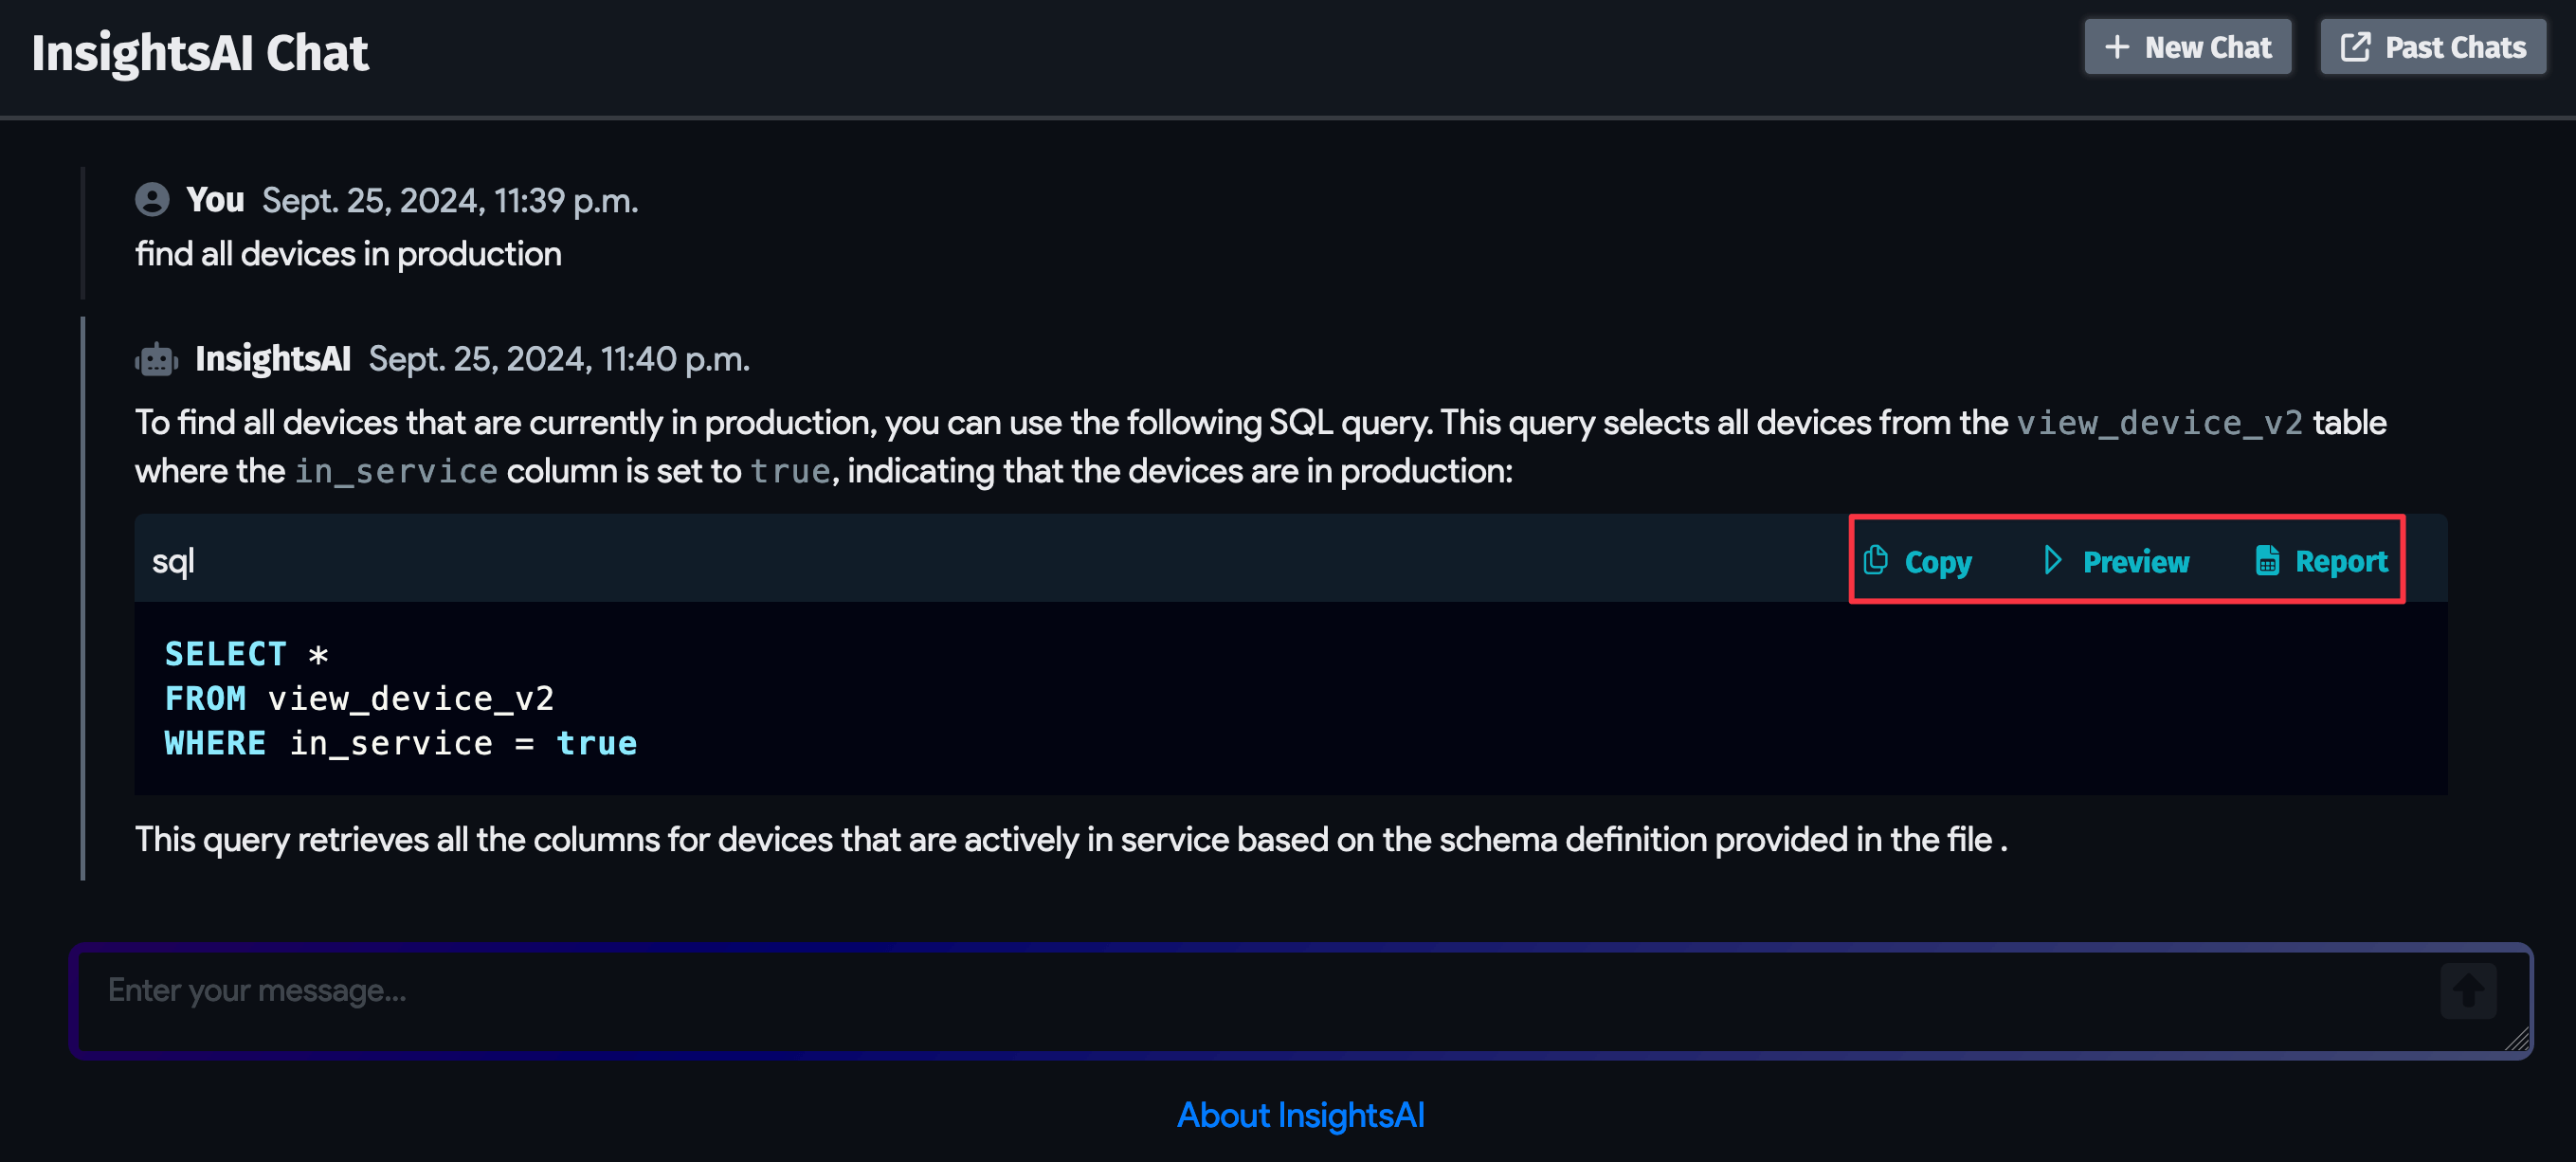 InsightsAI Chat
New Chat
Past Chats
You Sept. 25, 2024, 11:39 p.m.
find all devices in production
InsightsAI Sept. 25, 2024, 11:40 p.m.
To find all devices that are currently in production, you can use the following SQL query. This query selects all devices from the view_device_v2 table
where the in_service column is set to true, indicating that the devices are in production:
sql
Copy
Preview
Report
SELECT *
FROM view_device_v2
WHERE in_service = true
This query retrieves all the columns for devices that are actively in service based on the schema definition provided in the file .
Enter your message...
About InsightsAI